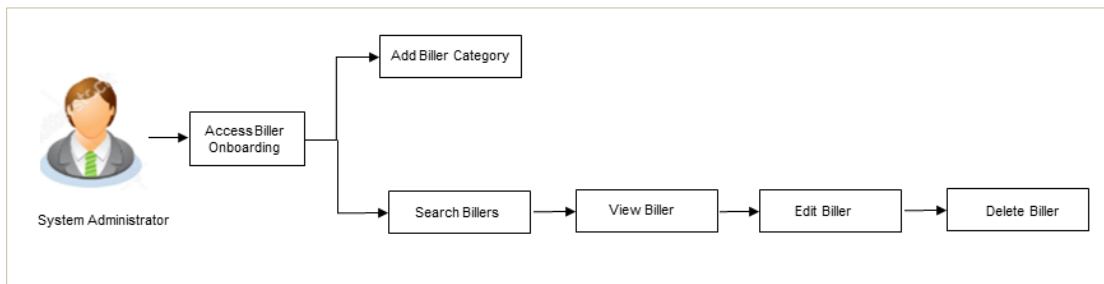 Add Biller Category
Access Biller
Onboarding
System Administrator
Search Billers
View Biller
Edit Biller
Delete Biller